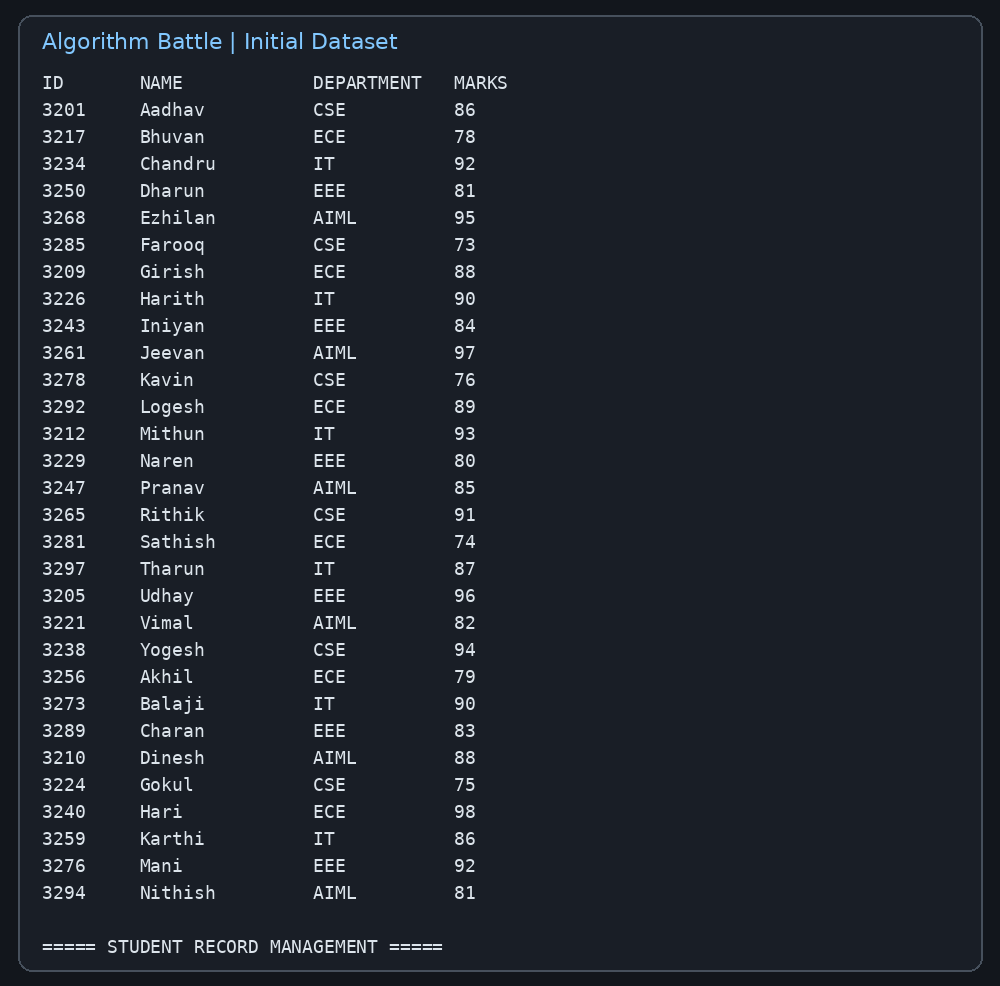 Algorithm Battle | Initial Dataset
ID NAME DEPARTMENT MARKS
3201 Aadhav CSE 86
3217 Bhuvan ECE 78
3234 Chandru IT 92
3250 Dharun EEE 81
3268 Ezhilan AIML 95
3285 Farooq CSE 73
3209 Girish ECE 88
3226 Harith IT 90
3243 Iniyan EEE 84
3261 Jeevan AIML 97
3278 Kavin CSE 76
3292 Logesh ECE 89
3212 Mithun IT 93
3229 Naren EEE 80
3247 Pranav AIML 85
3265 Rithik CSE 91
3281 Sathish ECE 74
3297 Tharun IT 87
3205 Udhay EEE 96
3221 Vimal AIML 82
3238 Yogesh CSE 94
3256 Akhil ECE 79
3273 Balaji IT 90
3289 Charan EEE 83
3210 Dinesh AIML 88
3224 Gokul CSE 75
3240 Hari ECE 98
3259 Karthi IT 86
3276 Mani EEE 92
3294 Nithish AIML 81
===== STUDENT RECORD MANAGEMENT =====